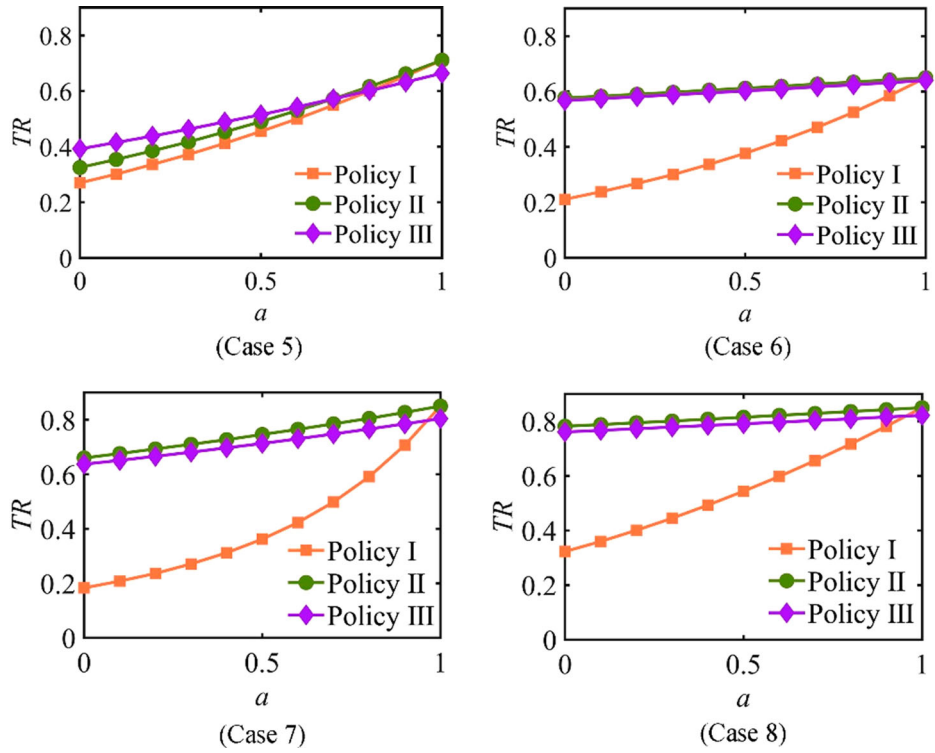 0.8
0.6
TR
0.4
0.2
0
Policy I
Policy II
Policy III
0
0.5
1
a
(Case 5)
0.8
0.6
TR
0.4
0.2
0
Policy I
Policy II
Policy III
0
0.5
1
a
(Case 6)
0.8
0.6
TR
0.4
0.2
0
Policy I
Policy II
Policy III
0
0.5
1
a
(Case 7)
0.8
0.6
TR
0.4
0.2
0
Policy I
Policy II
Policy III
0
0.5
1
a
(Case 8)